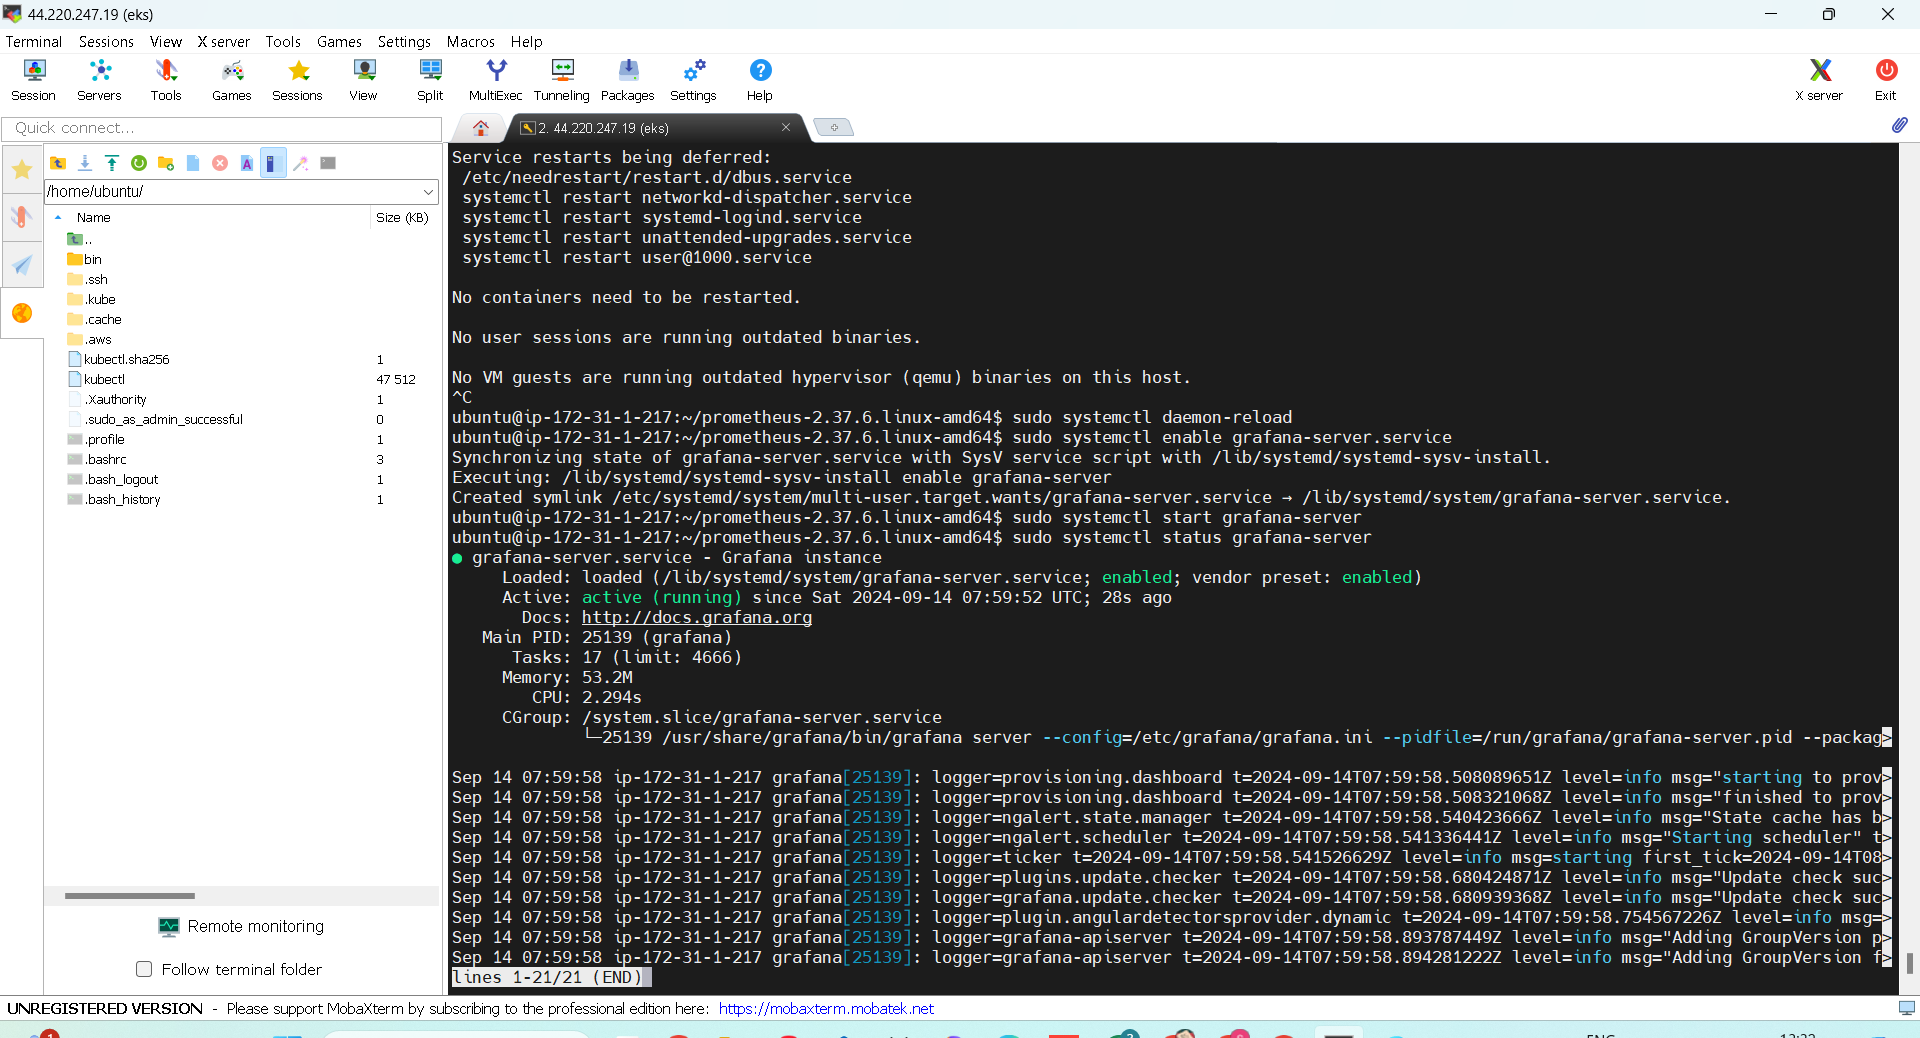 44.220.247.19 (eks)
Terminal Sessions View X server Tools Games Settings Macros Help
Session Servers Tools Games Sessions View Split MultiExec Tunneling Packages Settings Help X server Exit
Quick connect...
2. 44.220.247.19 (eks)
/home/ubuntu/
Name Size (KB)
..
bin
.ssh
.kube
.cache
.aws
kubectl.sha256 1
kubectl 47 512
.Xauthority 1
.sudo_as_admin_successful 0
.profile 1
.bashrc 3
.bash_logout 1
.bash_history 1
Remote monitoring
Follow terminal folder
Service restarts being deferred:
/etc/needrestart/restart.d/dbus.service
systemctl restart networkd-dispatcher.service
systemctl restart systemd-logind.service
systemctl restart unattended-upgrades.service
systemctl restart user@1000.service
No containers need to be restarted.
No user sessions are running outdated binaries.
No VM guests are running outdated hypervisor (qemu) binaries on this host.
^C
ubuntu@ip-172-31-1-217:~/prometheus-2.37.6.linux-amd64$ sudo systemctl daemon-reload
ubuntu@ip-172-31-1-217:~/prometheus-2.37.6.linux-amd64$ sudo systemctl enable grafana-server.service
Synchronizing state of grafana-server.service with SysV service script with /lib/systemd/systemd-sysv-install.
Executing: /lib/systemd/systemd-sysv-install enable grafana-server
Created symlink /etc/systemd/system/multi-user.target.wants/grafana-server.service → /lib/systemd/system/grafana-server.service.
ubuntu@ip-172-31-1-217:~/prometheus-2.37.6.linux-amd64$ sudo systemctl start grafana-server
ubuntu@ip-172-31-1-217:~/prometheus-2.37.6.linux-amd64$ sudo systemctl status grafana-server
● grafana-server.service - Grafana instance
Loaded: loaded (/lib/systemd/system/grafana-server.service; enabled; vendor preset: enabled)
Active: active (running) since Sat 2024-09-14 07:59:52 UTC; 28s ago
Docs: http://docs.grafana.org
Main PID: 25139 (grafana)
Tasks: 17 (limit: 4666)
Memory: 53.2M
CPU: 2.294s
CGroup: /system.slice/grafana-server.service
└─25139 /usr/share/grafana/bin/grafana server --config=/etc/grafana/grafana.ini --pidfile=/run/grafana/grafana-server.pid --packag>
Sep 14 07:59:58 ip-172-31-1-217 grafana[25139]: logger=provisioning.dashboard t=2024-09-14T07:59:58.508089651Z level=info msg="starting to prov>
Sep 14 07:59:58 ip-172-31-1-217 grafana[25139]: logger=provisioning.dashboard t=2024-09-14T07:59:58.508321068Z level=info msg="finished to prov>
Sep 14 07:59:58 ip-172-31-1-217 grafana[25139]: logger=ngalert.state.manager t=2024-09-14T07:59:58.540423666Z level=info msg="State cache has b>
Sep 14 07:59:58 ip-172-31-1-217 grafana[25139]: logger=ngalert.scheduler t=2024-09-14T07:59:58.541336441Z level=info msg="Starting scheduler" t>
Sep 14 07:59:58 ip-172-31-1-217 grafana[25139]: logger=ticker t=2024-09-14T07:59:58.541526629Z level=info msg=starting first_tick=2024-09-14T08>
Sep 14 07:59:58 ip-172-31-1-217 grafana[25139]: logger=plugins.update.checker t=2024-09-14T07:59:58.680424871Z level=info msg="Update check suc>
Sep 14 07:59:58 ip-172-31-1-217 grafana[25139]: logger=grafana.update.checker t=2024-09-14T07:59:58.680939368Z level=info msg="Update check suc>
Sep 14 07:59:58 ip-172-31-1-217 grafana[25139]: logger=plugin.angulardetectorsprovider.dynamic t=2024-09-14T07:59:58.754567226Z level=info msg=>
Sep 14 07:59:58 ip-172-31-1-217 grafana[25139]: logger=grafana-apiserver t=2024-09-14T07:59:58.893787449Z level=info msg="Adding GroupVersion p>
Sep 14 07:59:58 ip-172-31-1-217 grafana[25139]: logger=grafana-apiserver t=2024-09-14T07:59:58.894281222Z level=info msg="Adding GroupVersion f>
lines 1-21/21 (END)
UNREGISTERED VERSION - Please support MobaXterm by subscribing to the professional edition here: https://mobaxterm.mobatek.net